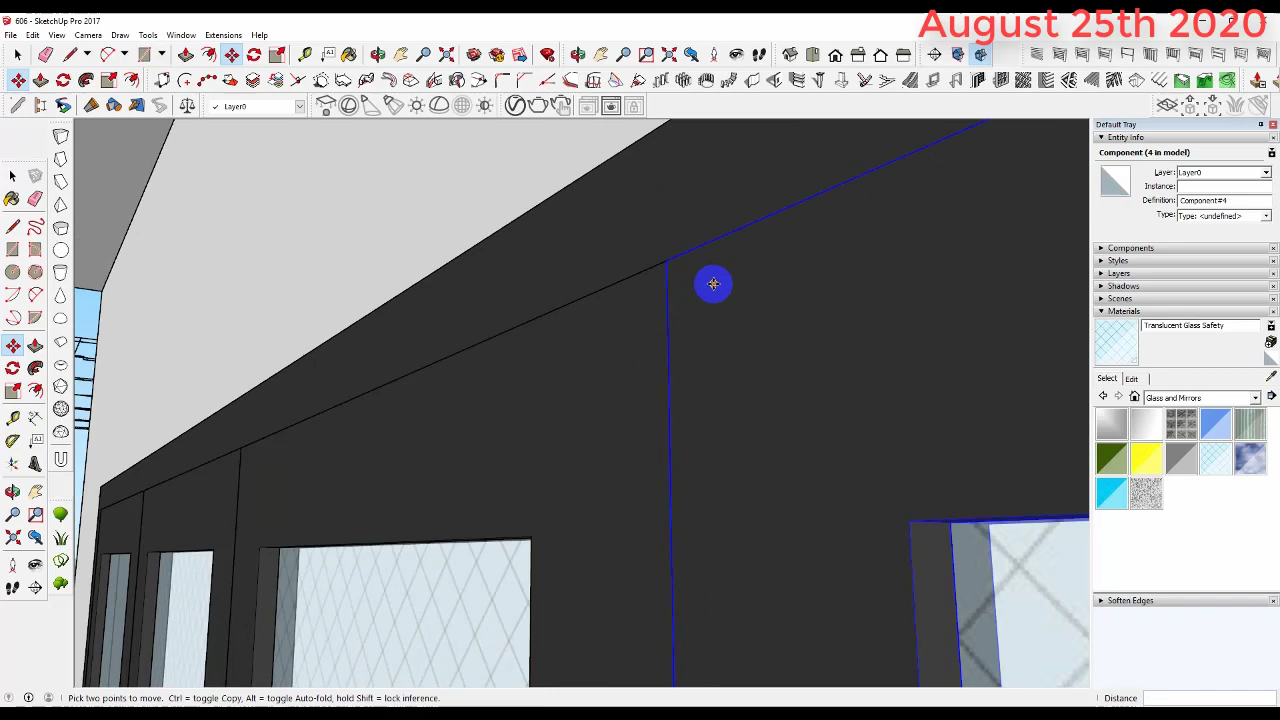 606 - SketchUp Pro 2017
August 25th 2020
File Edit View Camera Draw Tools Window Extensions Help
Layer0
Default Tray
Entity Info
Component (4 in model)
Layer: Layer0
Instance:
Definition: Component#4
Type: Type: <undefined>
Components
Styles
Layers
Shadows
Scenes
Materials
Translucent Glass Safety
Select Edit
Glass and Mirrors
Soften Edges
Pick two points to move. Ctrl = toggle Copy, Alt = toggle Auto-fold, hold Shift = lock inference.
Distance